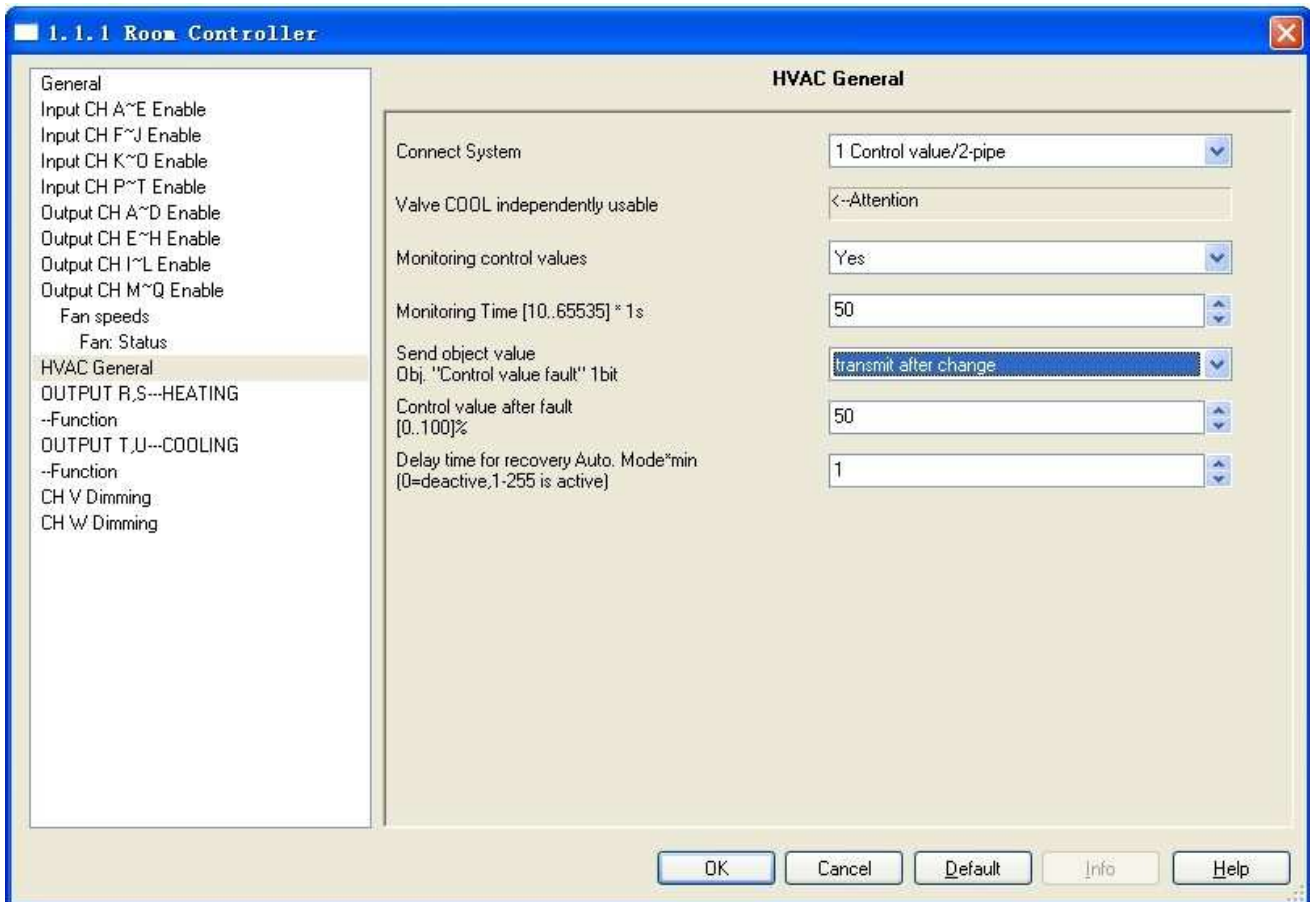 1.1.1 Room Controller
General
Input CH A~E Enable
Input CH F~J Enable
Input CH K~O Enable
Input CH P~T Enable
Output CH A~D Enable
Output CH E~H Enable
Output CH I~L Enable
Output CH M~Q Enable
Fan speeds
Fan: Status
HVAC General
OUTPUT R,S---HEATING
--Function
OUTPUT T,U---COOLING
--Function
CH V Dimming
CH W Dimming
HVAC General
Connect System
1 Control value/2-pipe
Valve COOL independently usable
<--Attention
Monitoring control values
Yes
Monitoring Time [10..65535] * 1s
50
Send object value
Obj. "Control value fault" 1bit
transmit after change
Control value after fault
[0..100]%
50
Delay time for recovery Auto. Mode*min
(0=deactive,1-255 is active)
1
OK
Cancel
Default
Info
Help